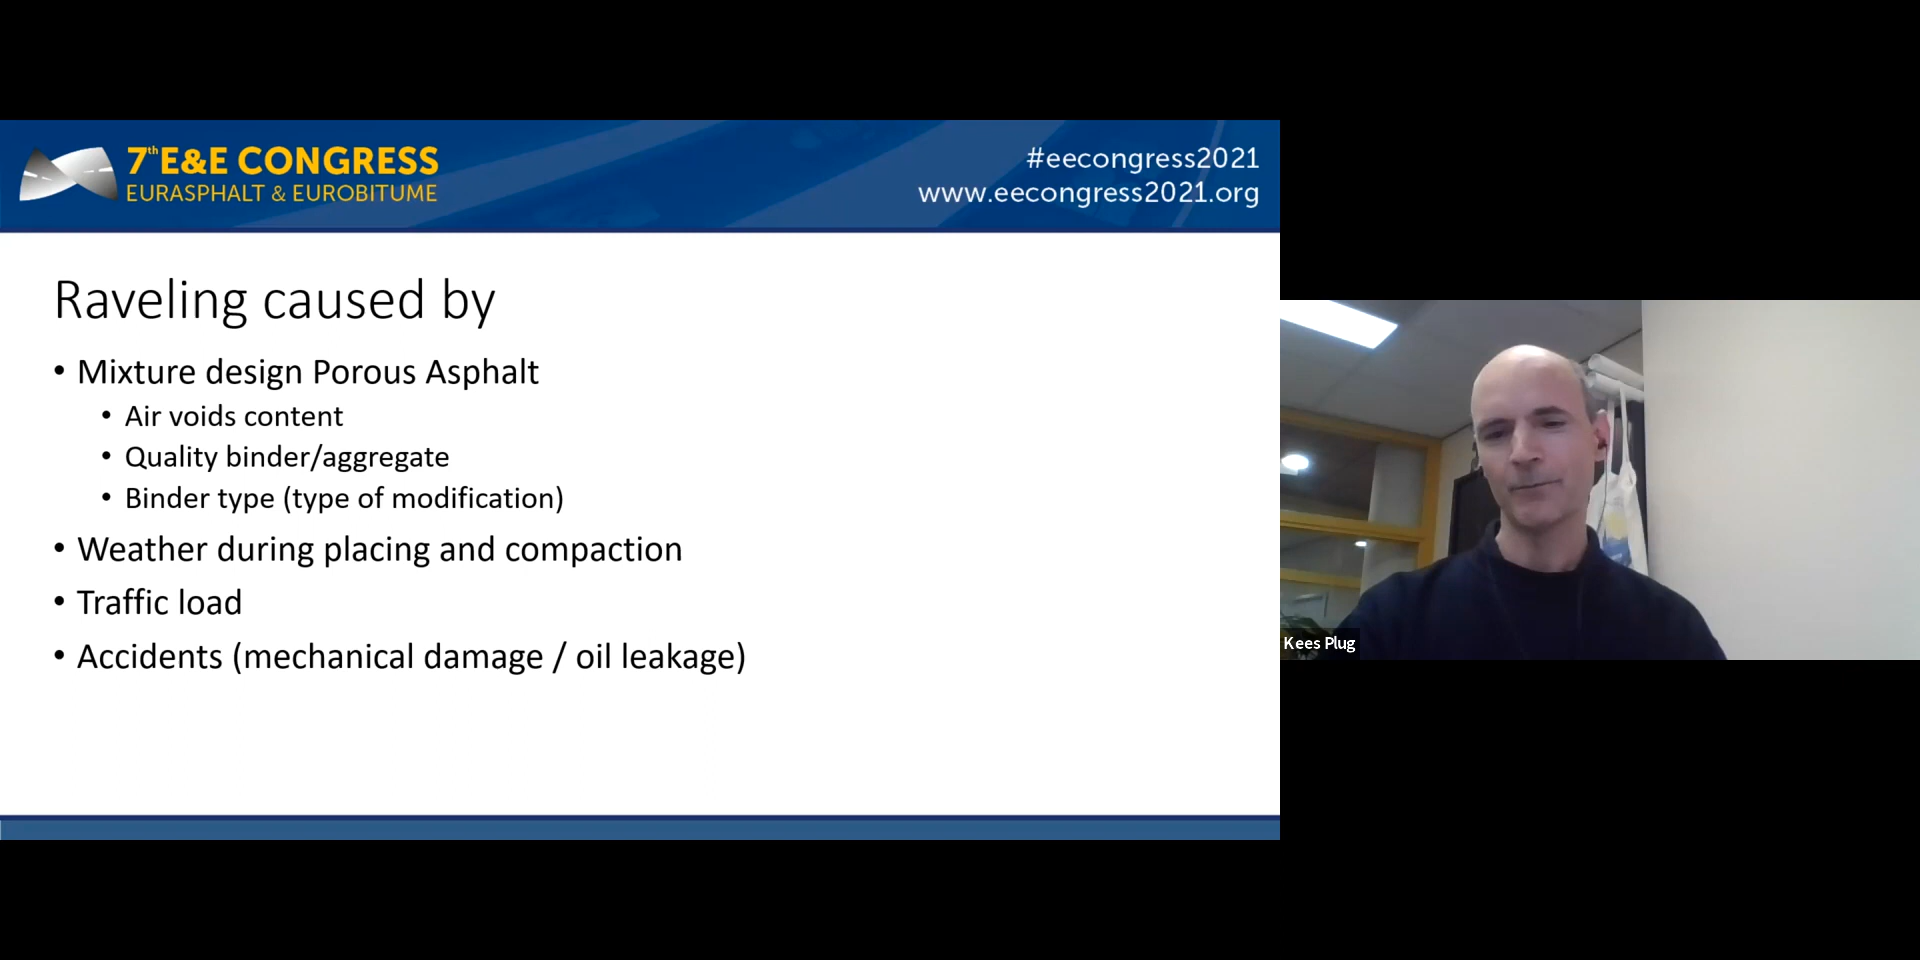 7th E&E CONGRESS
EURASPHALT & EUROBITUME
#eecongress2021
www.eecongress2021.org
Raveling caused by
• Mixture design Porous Asphalt
• Air voids content
• Quality binder/aggregate
• Binder type (type of modification)
• Weather during placing and compaction
• Traffic load
• Accidents (mechanical damage / oil leakage)
Kees Plug